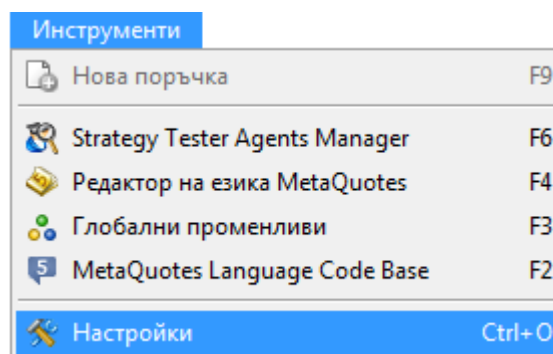 Инструменти
Нова поръчка F9
Strategy Tester Agents Manager F6
Редактор на езика MetaQuotes F4
Глобални променливи F3
5 MetaQuotes Language Code Base F2
Настройки Ctrl+O